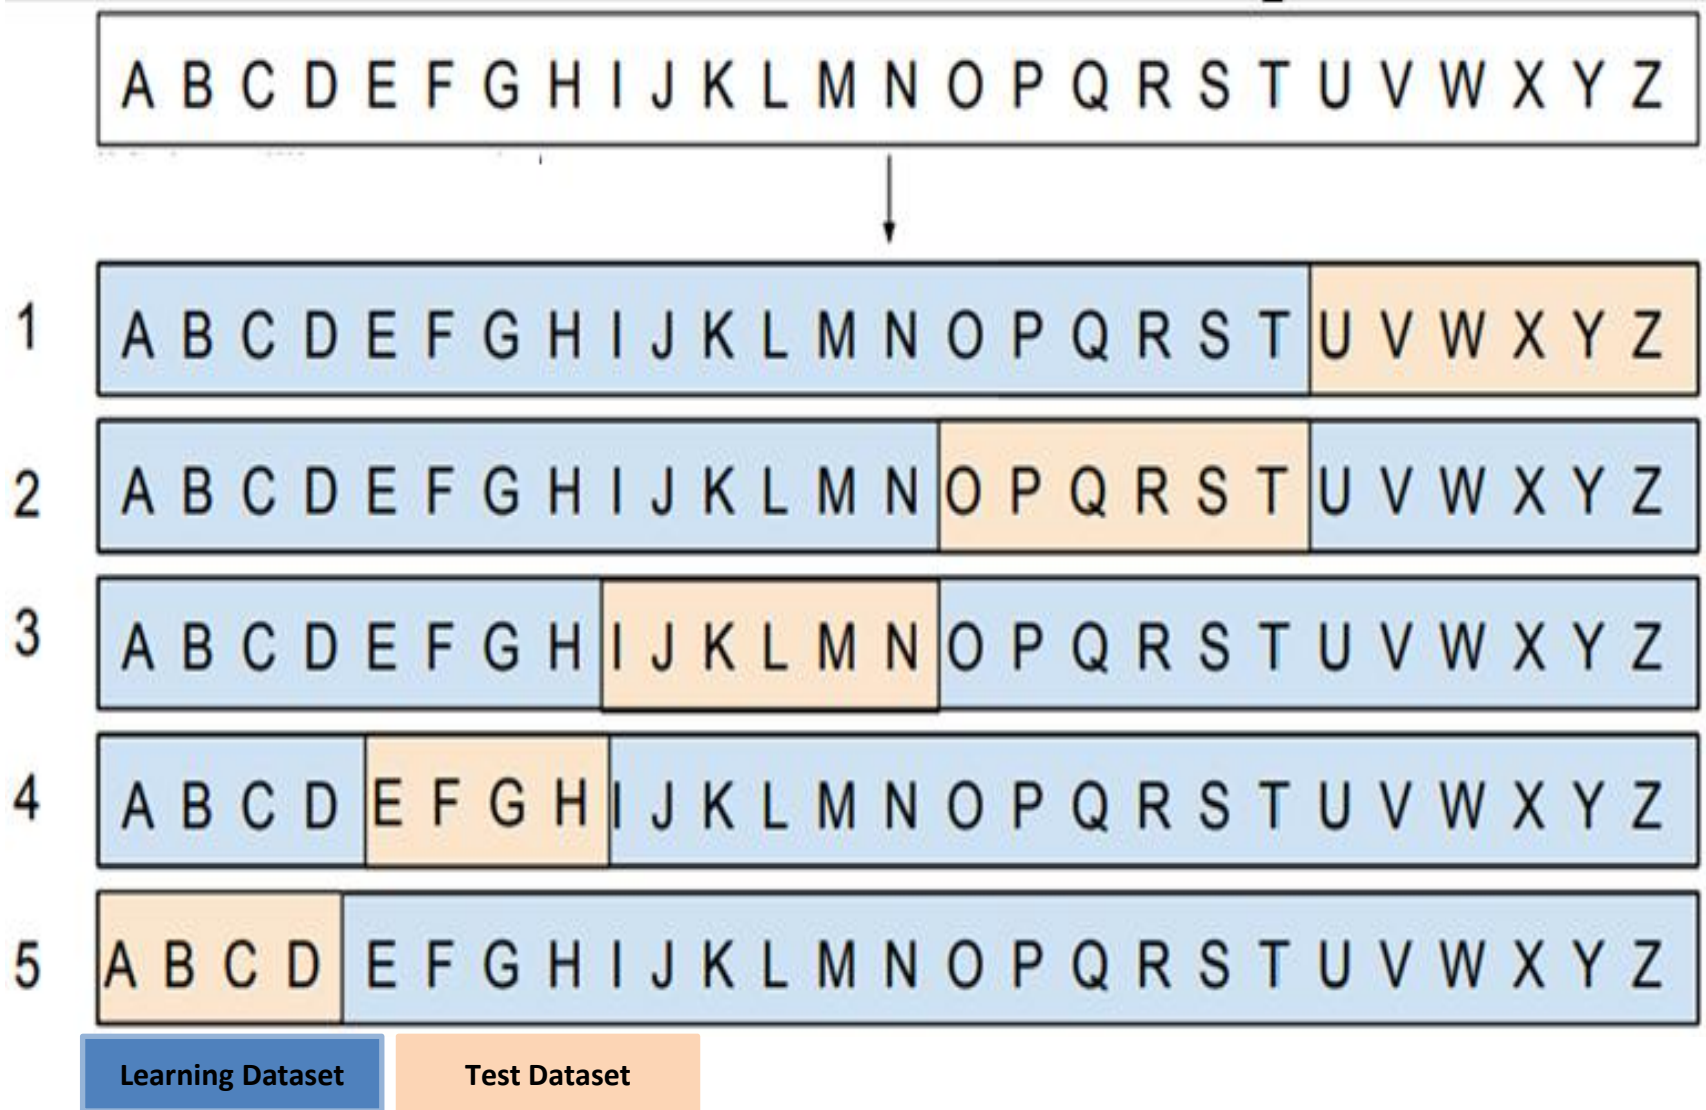 A B C D E F G H I J K L M N O P Q R S T U V W X Y Z
1 A B C D E F G H I J K L M N O P Q R S T U V W X Y Z
2 A B C D E F G H I J K L M N O P Q R S T U V W X Y Z
3 A B C D E F G H I J K L M N O P Q R S T U V W X Y Z
4 A B C D E F G H I J K L M N O P Q R S T U V W X Y Z
5 A B C D E F G H I J K L M N O P Q R S T U V W X Y Z
Learning Dataset Test Dataset